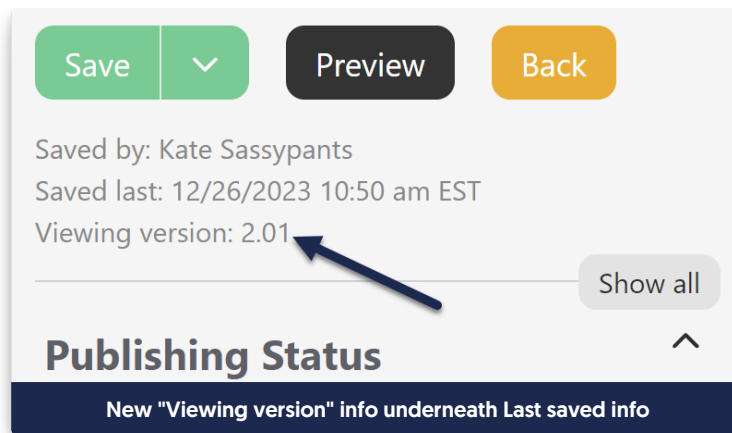 Save
Preview
Back
Saved by: Kate Sassypants
Saved last: 12/26/2023 10:50 am EST
Viewing version: 2.01
Show all
Publishing Status
New "Viewing version" info underneath Last saved info